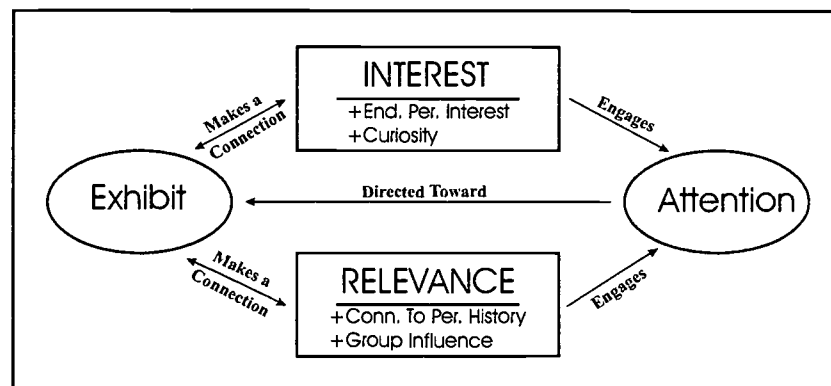 INTEREST
+End. Per. Interest
+Curiosity
Makes a
Connection
Engages
Exhibit
Directed Toward
Attention
Makes a
Connection
RELEVANCE
+Conn. To Per. History
+Group Influence
Engages